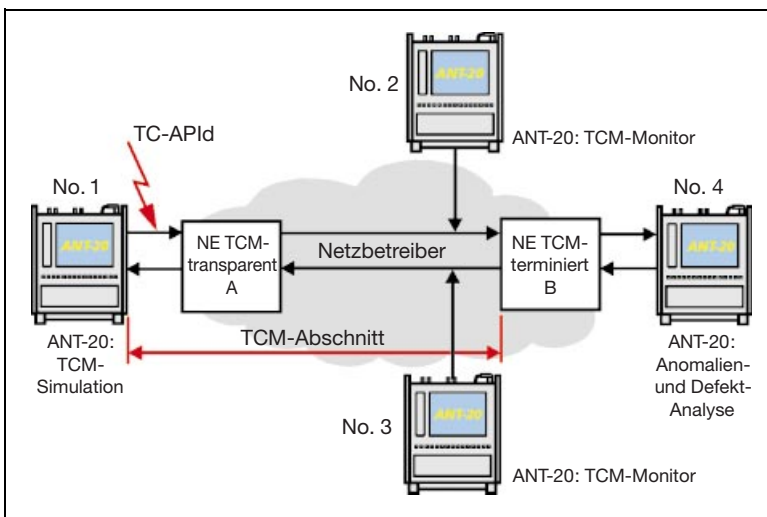 No. 2
ANT-20
ANT-20: TCM-Monitor
TC-APId
No. 1
ANT-20
No. 4
ANT-20
NE TCM-
transparent
A
Netzbetreiber
NE TCM-
terminiert
B
TCM-Abschnitt
ANT-20:
TCM-
Simulation
ANT-20:
Anomalien-
und Defekt-
Analyse
No. 3
ANT-20
ANT-20: TCM-Monitor